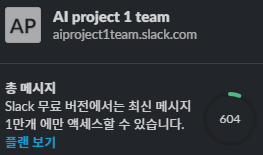 AP
AI project 1 team
aiproject1team.slack.com
총 메시지
Slack 무료 버전에서는 최신 메시지
1만개 에만 액세스할 수 있습니다.
604
플랜 보기